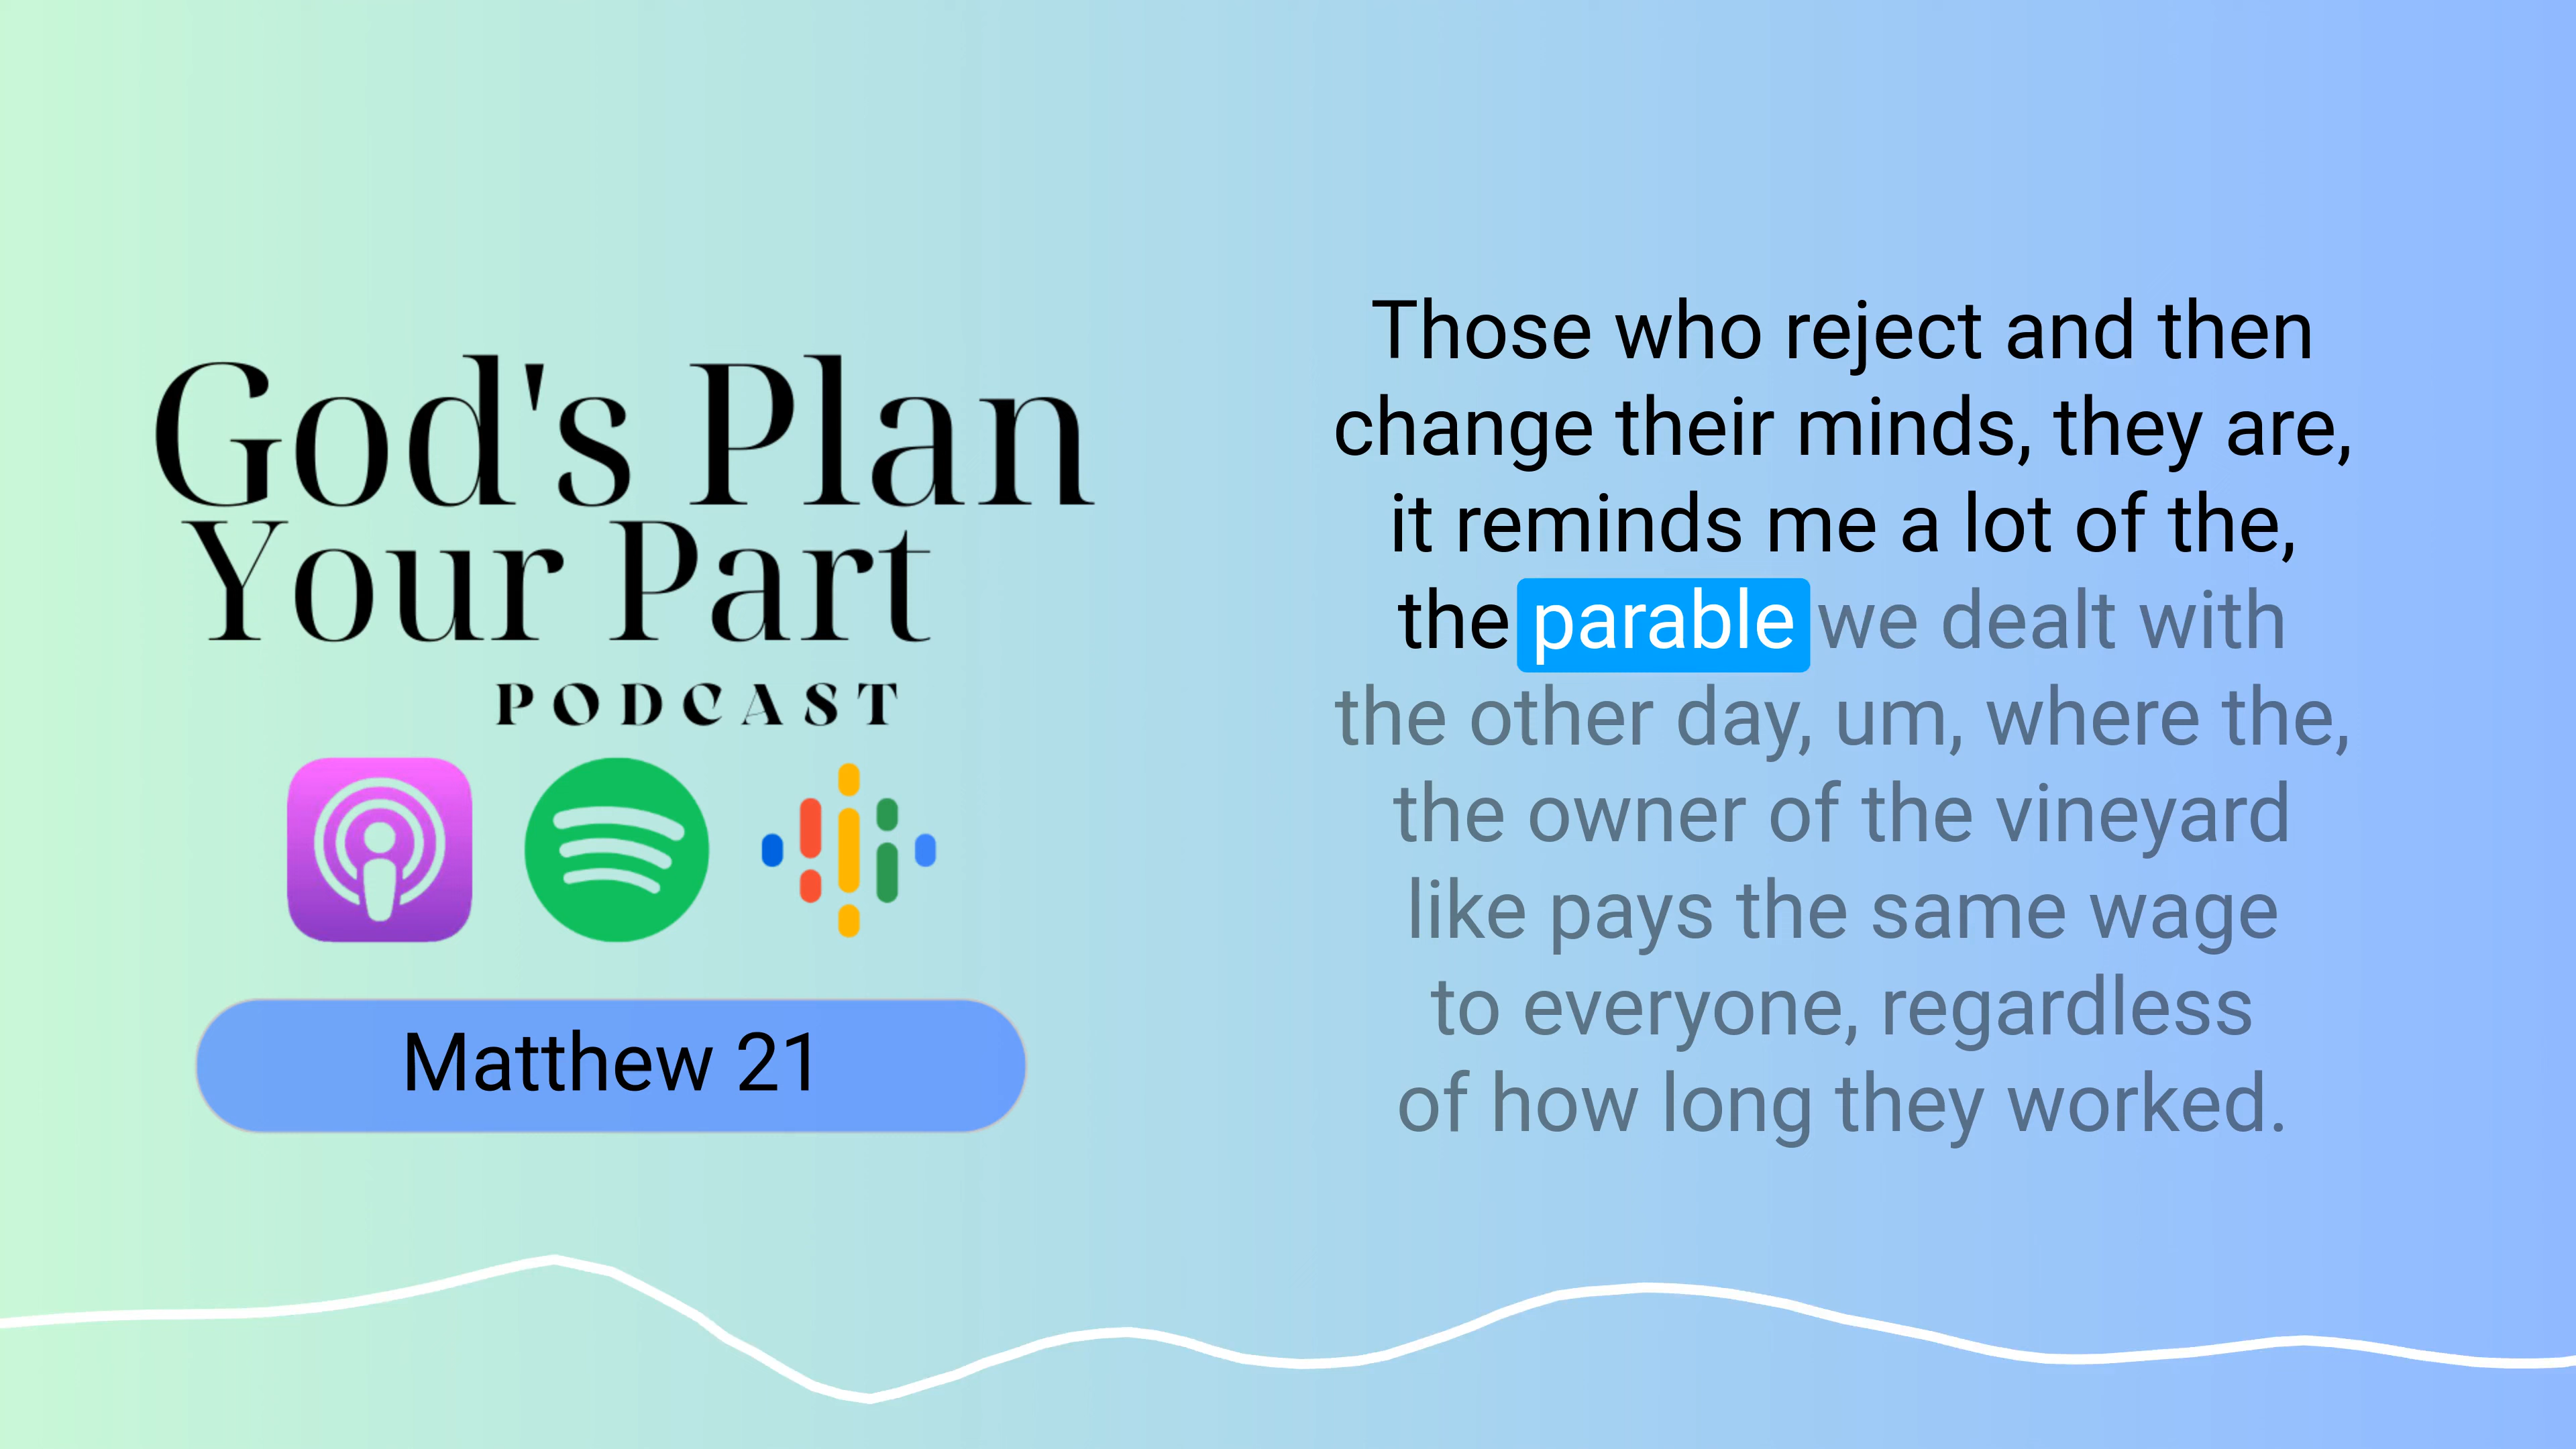 God's Plan
Your Part
PODCAST
Matthew 21
Those who reject and then
change their minds, they are,
it reminds me a lot of the,
the parable we dealt with
the other day, um, where the,
the owner of the vineyard
like pays the same wage
to everyone, regardless
of how long they worked.